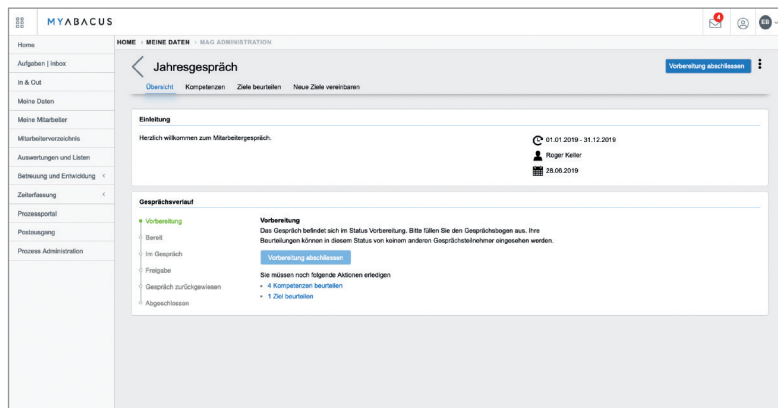 MYABACUS
4
EB
Home
Aufgaben | Inbox
In & Out
Meine Daten
Meine Mitarbeiter
Mitarbeiterverzeichnis
Auswertungen und Listen
Betreuung und Entwicklung
Zeiterfassung
Prozessportal
Postausgang
Prozess Administration
HOME › MEINE DATEN › MAG ADMINISTRATION
Jahresgespräch
Vorbereitung abschliessen
Übersicht Kompetenzen Ziele beurteilen Neue Ziele vereinbaren
Einleitung
Herzlich willkommen zum Mitarbeitergespräch.
01.01.2019 - 31.12.2019
Roger Keller
28.06.2019
Gesprächsverlauf
Vorbereitung
Bereit
Im Gespräch
Freigabe
Gespräch zurückgewiesen
Abgeschlossen
Vorbereitung
Das Gespräch befindet sich im Status Vorbereitung. Bitte füllen Sie den Gesprächsbogen aus. Ihre
Beurteilungen können in diesem Status von keinem anderen Gesprächsteilnehmer eingesehen werden.
Vorbereitung abschliessen
Sie müssen noch folgende Aktionen erledigen
• 4 Kompetenzen beurteilen
• 1 Ziel beurteilen